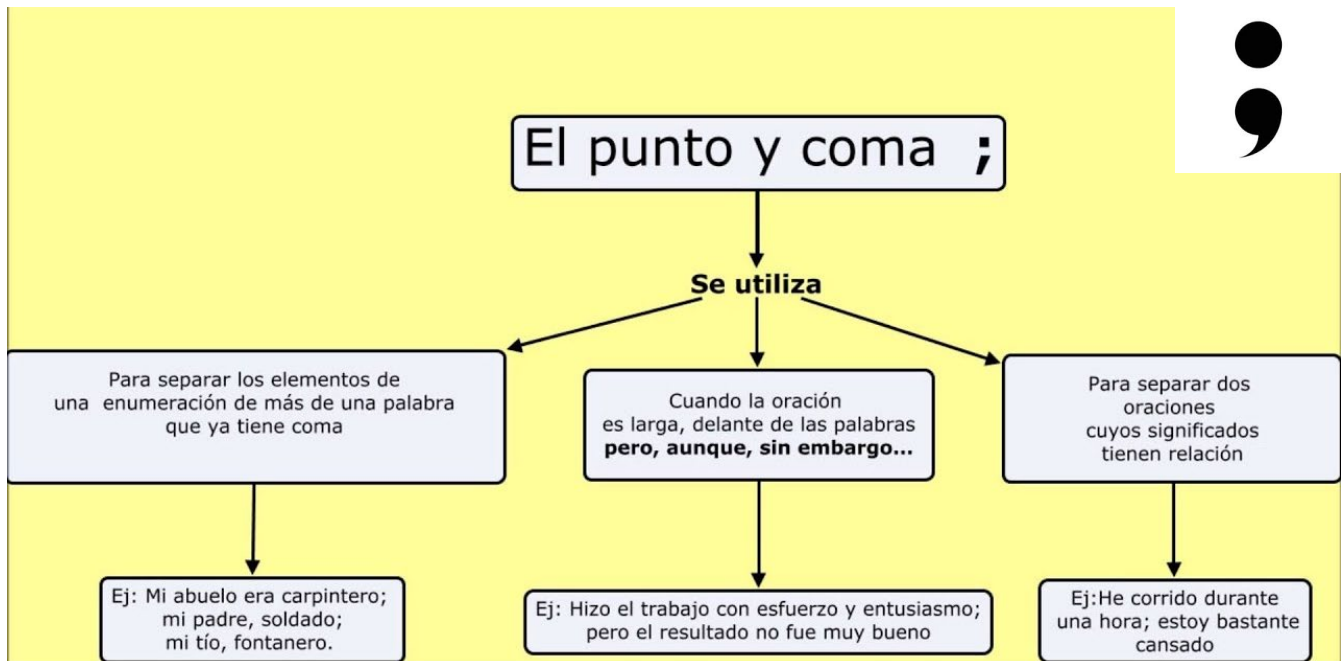 ;
El punto y coma ;
Se utiliza
Para separar los elementos de
una enumeración de más de una palabra
que ya tiene coma
Cuando la oración
es larga, delante de las palabras
pero, aunque, sin embargo...
Para separar dos
oraciones
cuyos significados
tienen relación
Ej: Mi abuelo era carpintero;
mi padre, soldado;
mi tío, fontanero.
Ej: Hizo el trabajo con esfuerzo y entusiasmo;
pero el resultado no fue muy bueno
Ej:He corrido durante
una hora; estoy bastante
cansado